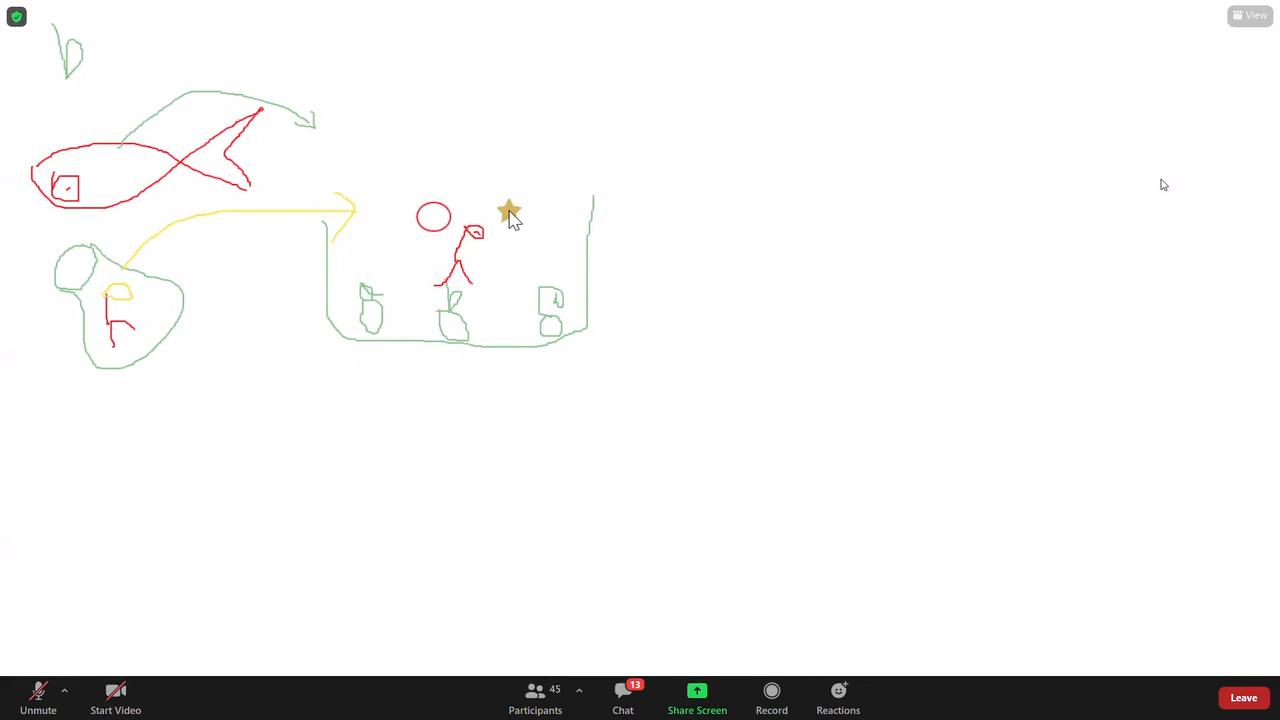 View
b
Unmute
Start Video
45
Participants
13
Chat
Share Screen
Record
Reactions
Leave